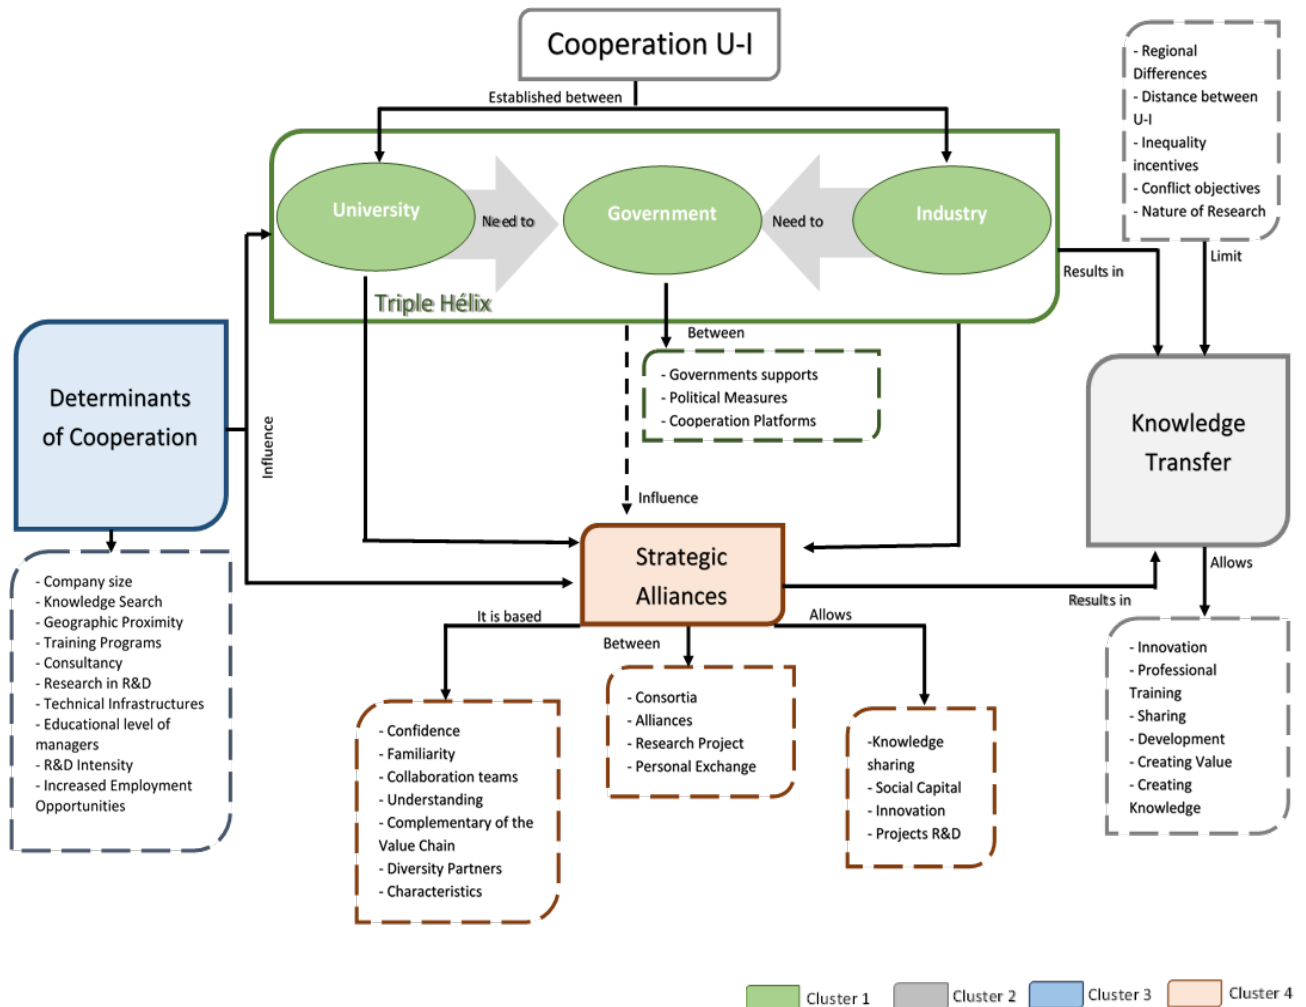 Cooperation U-I
Established between
University
Need to
Government
Need to
Industry
Triple Hélix
- Regional
Differences
- Distance between
U-I
- Inequality
incentives
- Conflict objectives
- Nature of Research
Limit
Results in
Between
- Governments supports
- Political Measures
- Cooperation Platforms
Determinants
of Cooperation
Influence
Influence
Knowledge
Transfer
Strategic
Alliances
Results in
Allows
It is based
Between
Allows
- Company size
- Knowledge Search
- Geographic Proximity
- Training Programs
- Consultancy
- Research in R&D
- Technical Infrastructures
- Educational level of
managers
- R&D Intensity
- Increased Employment
Opportunities
- Confidence
- Familiarity
- Collaboration teams
- Understanding
- Complementary of the
Value Chain
- Diversity Partners
- Characteristics
- Consortia
- Alliances
- Research Project
- Personal Exchange
-Knowledge
sharing
- Social Capital
- Innovation
- Projects R&D
- Innovation
- Professional
Training
- Sharing
- Development
- Creating Value
- Creating
Knowledge
Cluster 1
Cluster 2
Cluster 3
Cluster 4